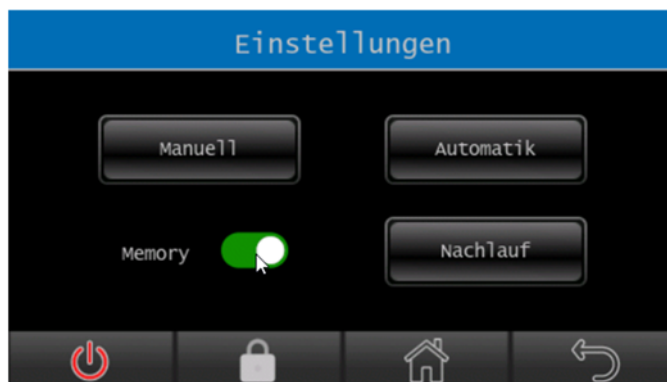 Einstellungen
Manuell
Automatik
Memory
Nachlauf